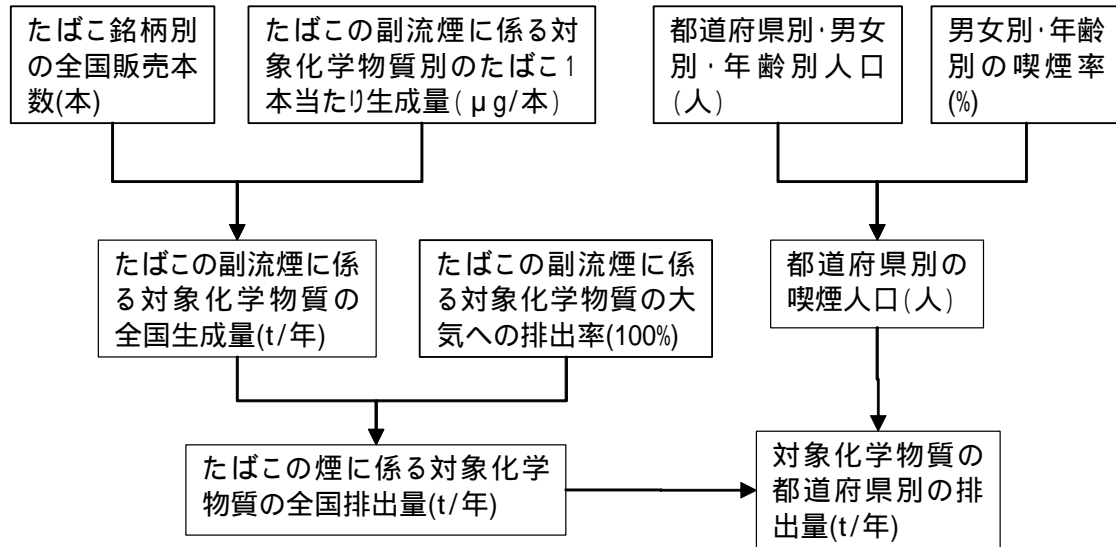 たばこ銘柄別
の全国販売本
数(本)
たばこの副流煙に係る対
象化学物質別のたばこ1
本当たり生成量(μg/本)
都道府県別・男女
別・年齢別人口
(人)
男女別・年齢
別の喫煙率
(%)
たばこの副流煙に係
る対象化学物質の
全国生成量(t/年)
たばこの副流煙に係
る対象化学物質の大
気への排出率(100%)
都道府県別の
喫煙人口(人)
たばこの煙に係る対象化学
物質の全国排出量(t/年)
対象化学物質の
都道府県別の排
出量(t/年)